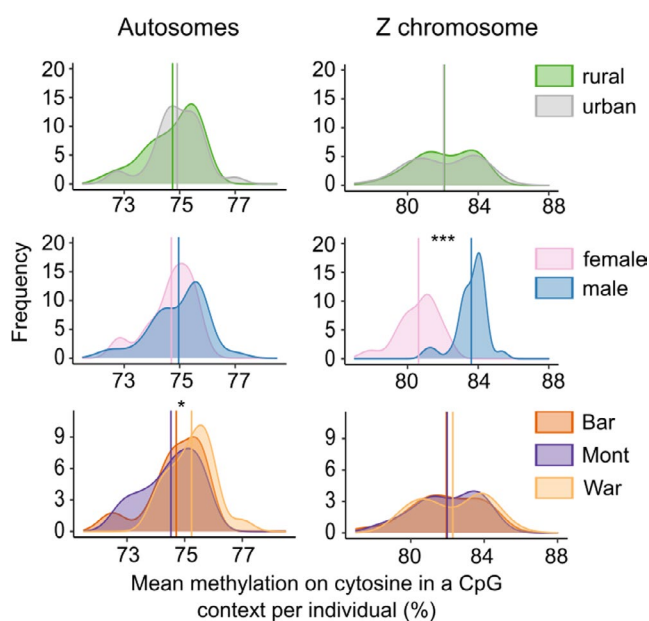 Autosomes
Z chromosome
Frequency
20
15
10
5
0
73 75 77
20
15
10
5
0
80 84 88
rural
urban
20
15
10
5
0
73 75 77
***
20
15
10
5
0
80 84 88
female
male
*
9
6
3
0
73 75 77
9
6
3
0
80 84 88
Bar
Mont
War
Mean methylation on cytosine in a CpG
context per individual (%)